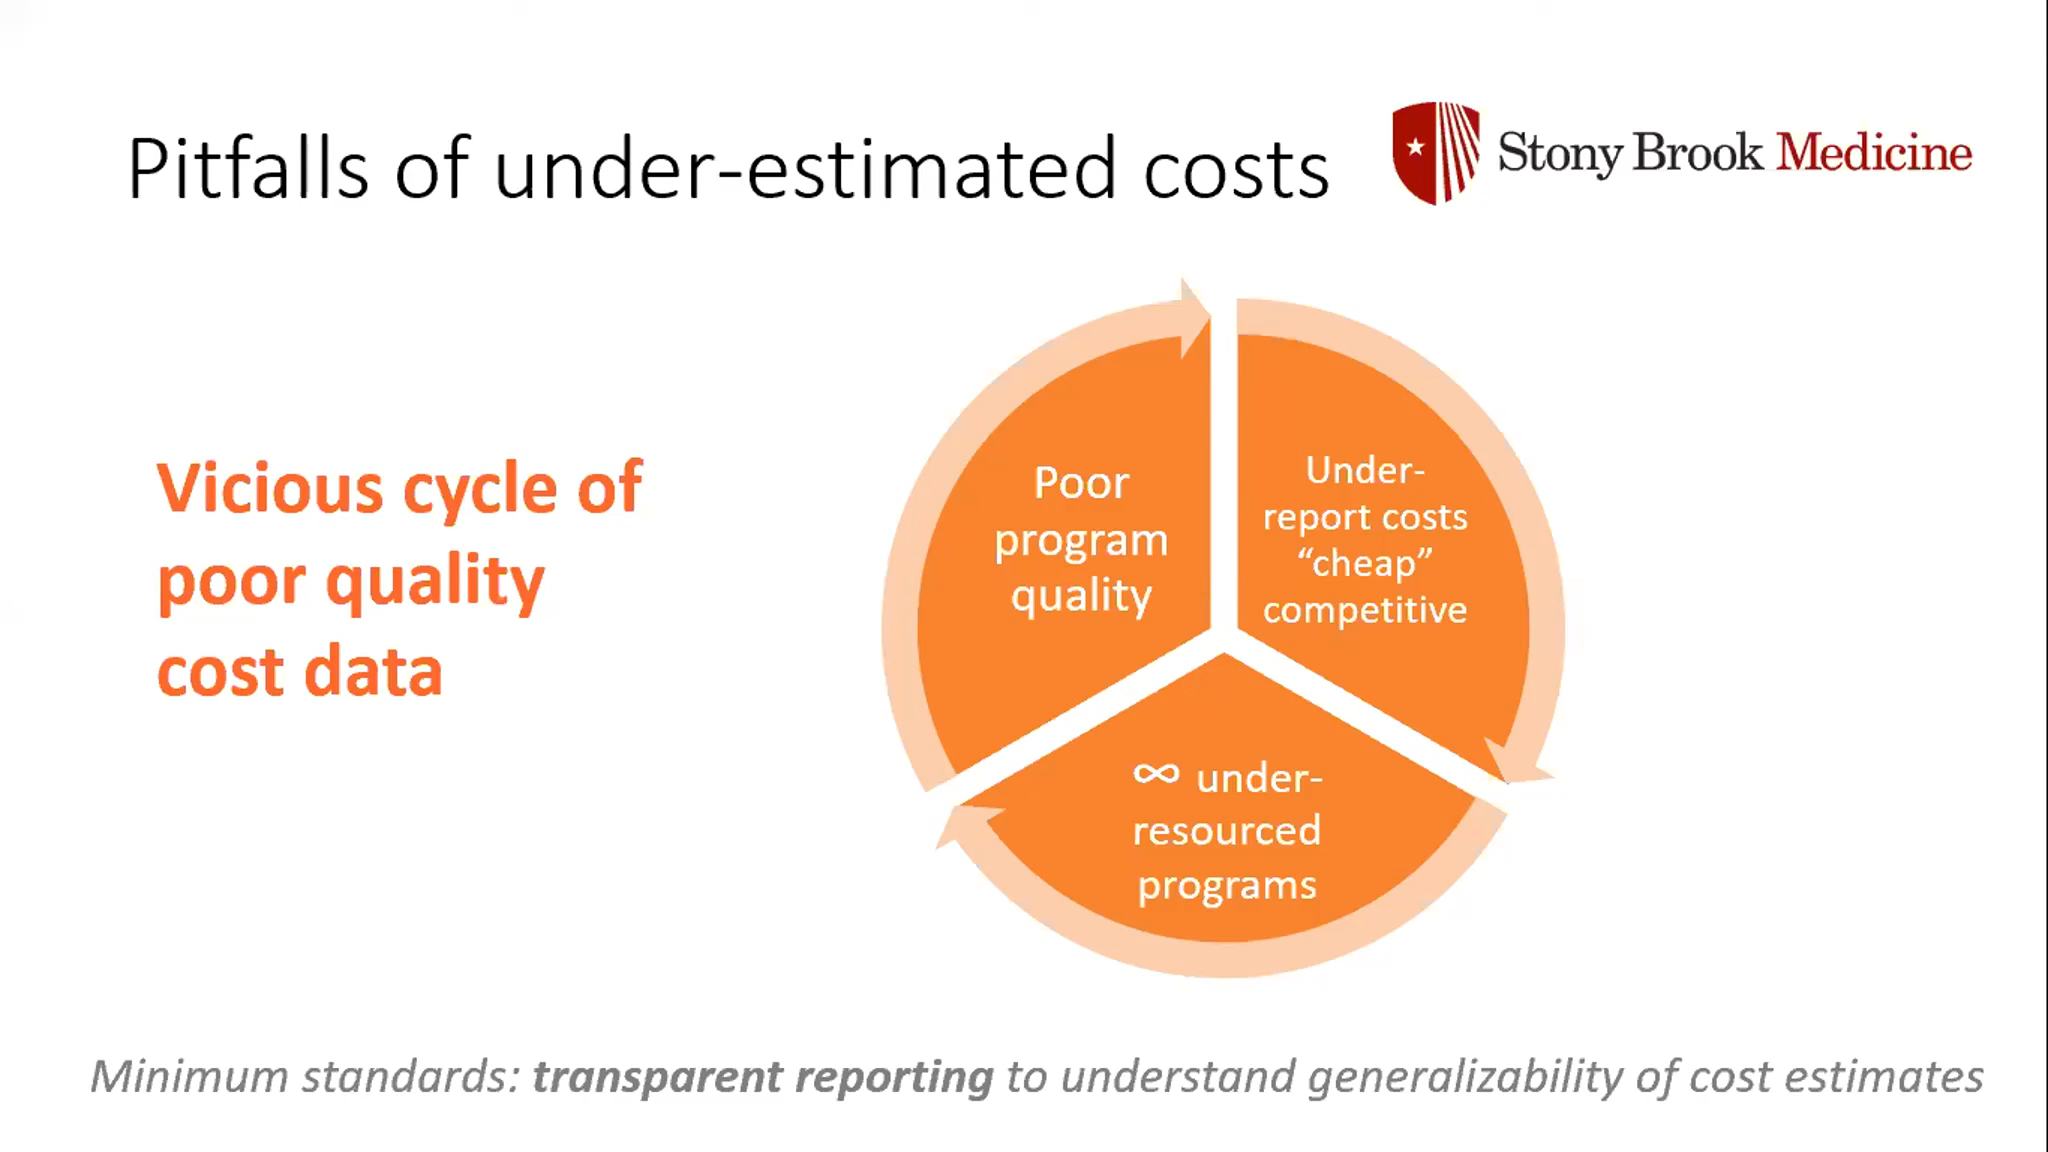 Pitfalls of under-estimated costs
Stony Brook Medicine
Vicious cycle of
poor quality
cost data
Poor
program
quality
Under-
report costs
“cheap”
competitive
∞ under-
resourced
programs
Minimum standards: transparent reporting to understand generalizability of cost estimates